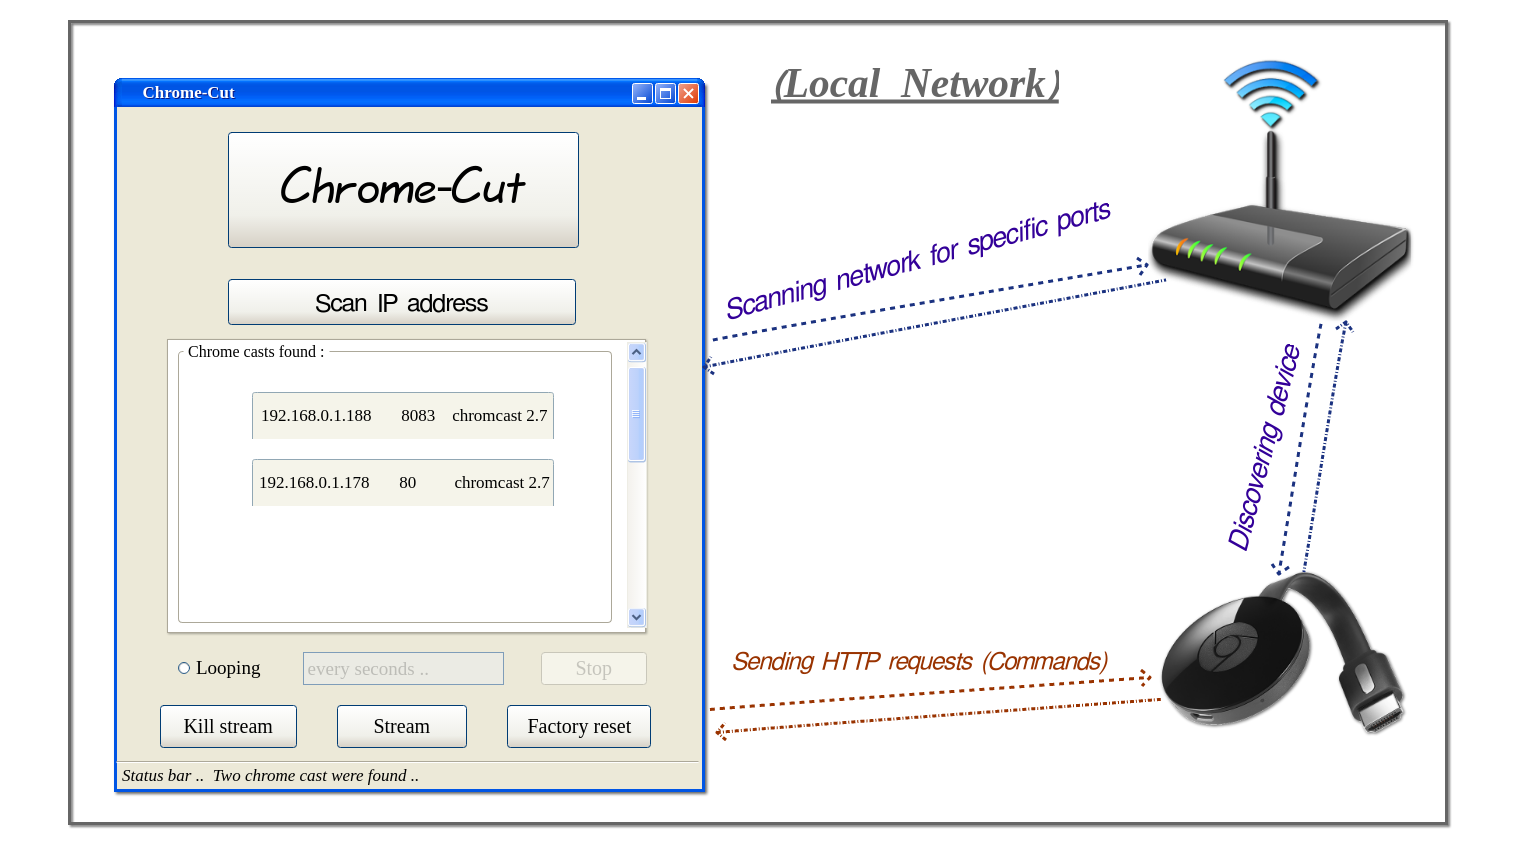 (Local Network)
Chrome-Cut
Chrome-Cut
Scan IP address
Chrome casts found :
192.168.0.1.188 8083 chromcast 2.7
192.168.0.1.178 80 chromcast 2.7
Looping every seconds .. Stop
Kill stream Stream Factory reset
Status bar .. Two chrome cast were found ..
Scanning network for specific ports
Discovering device
Sending HTTP requests (Commands)